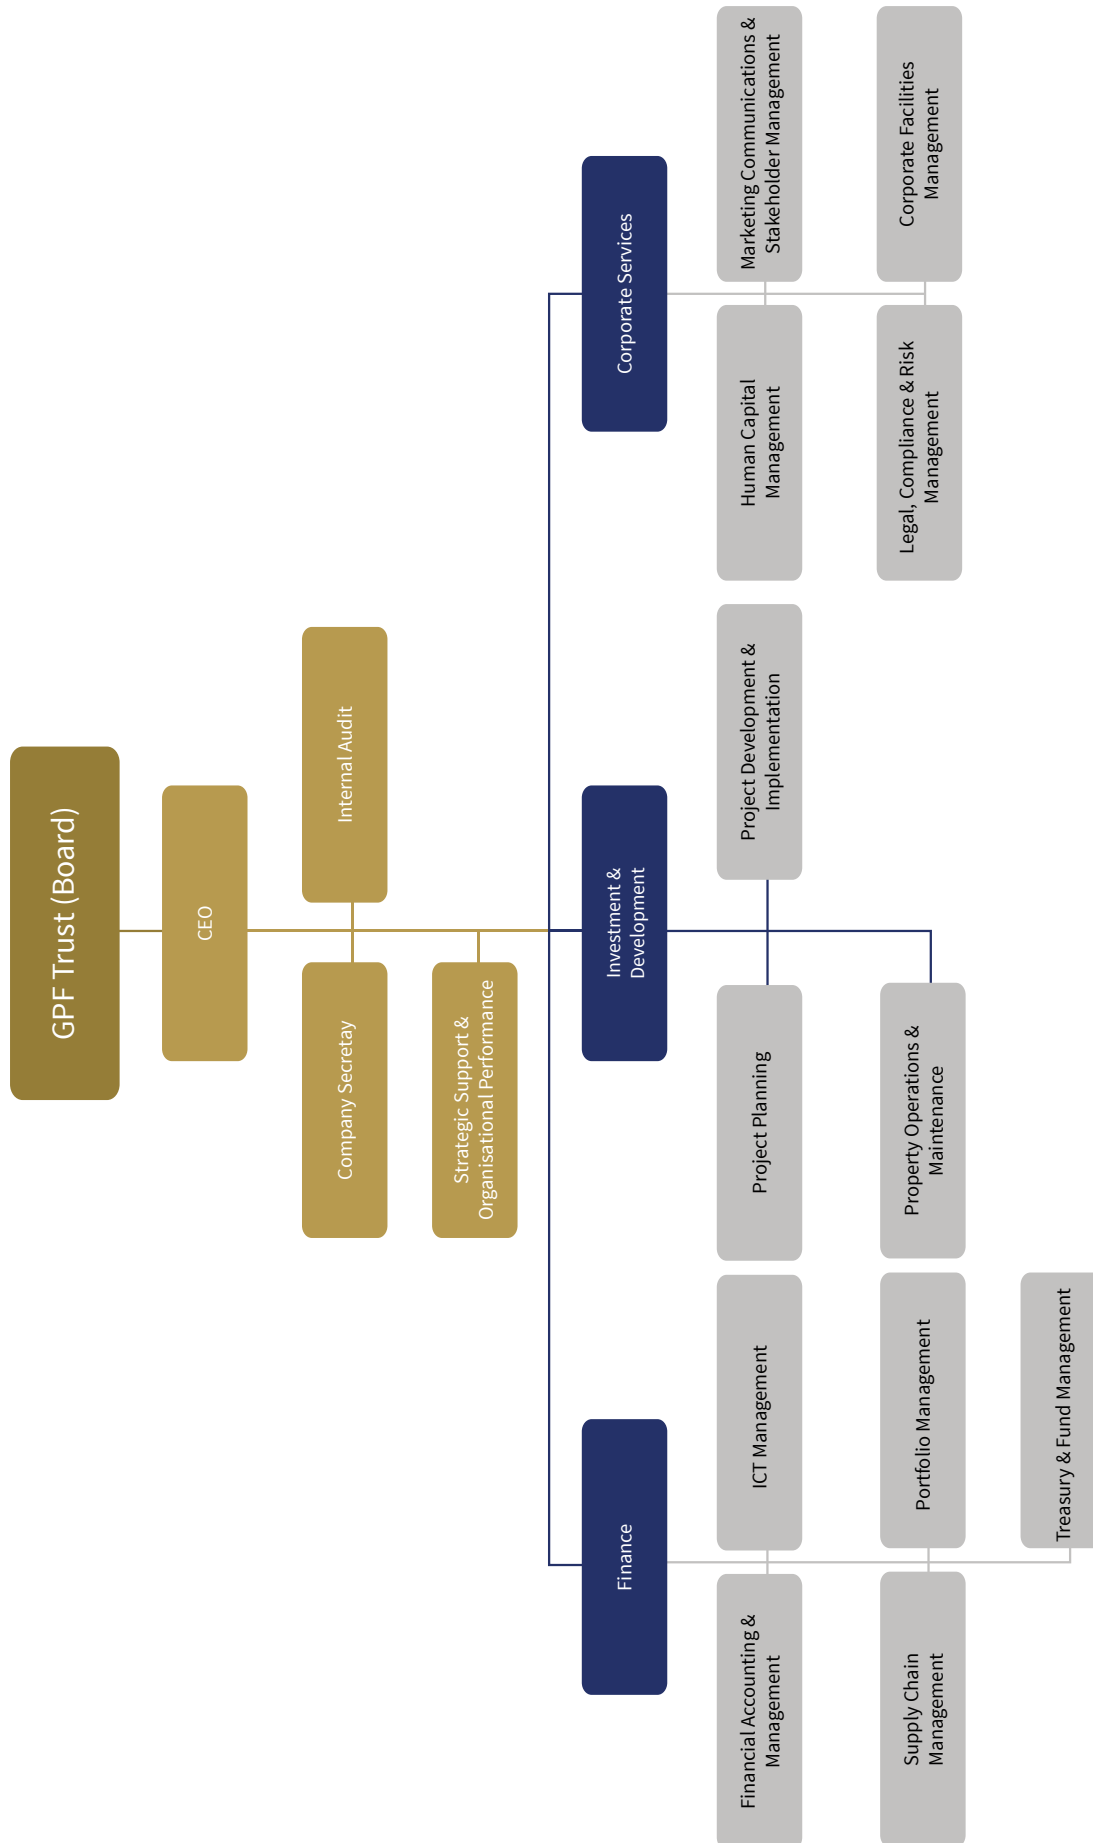 GPF Trust (Board)
CEO
Company Secretay
Internal Audit
Strategic Support &
Organisational Performance
Finance
Investment &
Development
Corporate Services
Financial Accounting &
Management
ICT Management
Project Planning
Project Development &
Implementation
Human Capital
Management
Marketing Communications &
Stakeholder Management
Supply Chain
Management
Portfolio Management
Property Operations &
Maintenance
Legal, Compliance & Risk
Management
Corporate Facilities
Management
Treasury & Fund Management